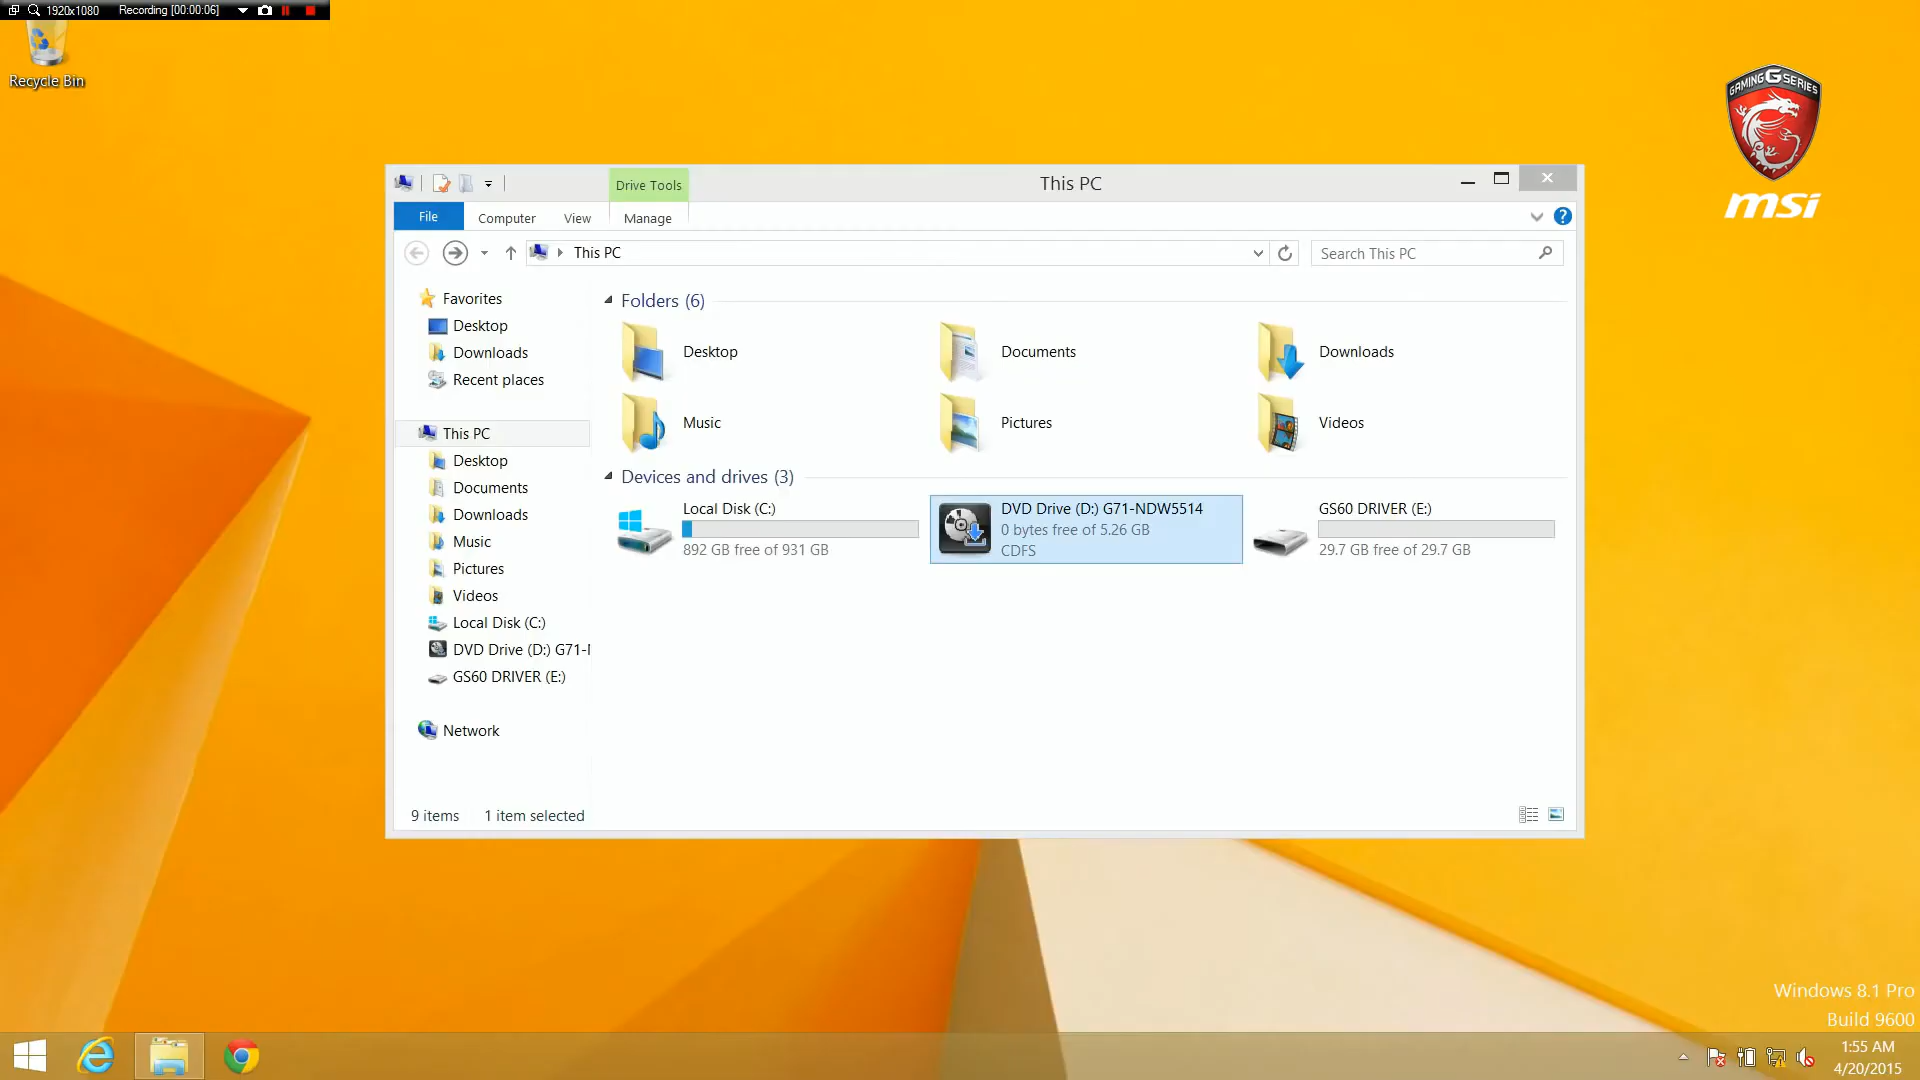 1920x1080 Recording [00:00:06]
Recycle Bin
GAMING G SERIES
msi
Drive Tools
This PC
File Computer View Manage
This PC
Search This PC
Favorites
Desktop
Downloads
Recent places
This PC
Desktop
Documents
Downloads
Music
Pictures
Videos
Local Disk (C:)
DVD Drive (D:) G71-N
GS60 DRIVER (E:)
Network
Folders (6)
Desktop Documents Downloads
Music Pictures Videos
Devices and drives (3)
Local Disk (C:)
892 GB free of 931 GB
DVD Drive (D:) G71-NDW5514
0 bytes free of 5.26 GB
CDFS
GS60 DRIVER (E:)
29.7 GB free of 29.7 GB
9 items 1 item selected
Windows 8.1 Pro
Build 9600
1:55 AM
4/20/2015